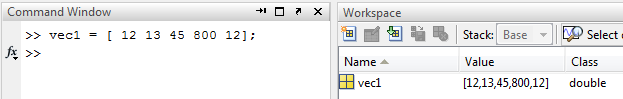 Command Window
>> vec1 = [ 12 13 45 800 12];
fx >>
Workspace
Stack: Base Select
Name Value Class
vec1 [12,13,45,800,12] double